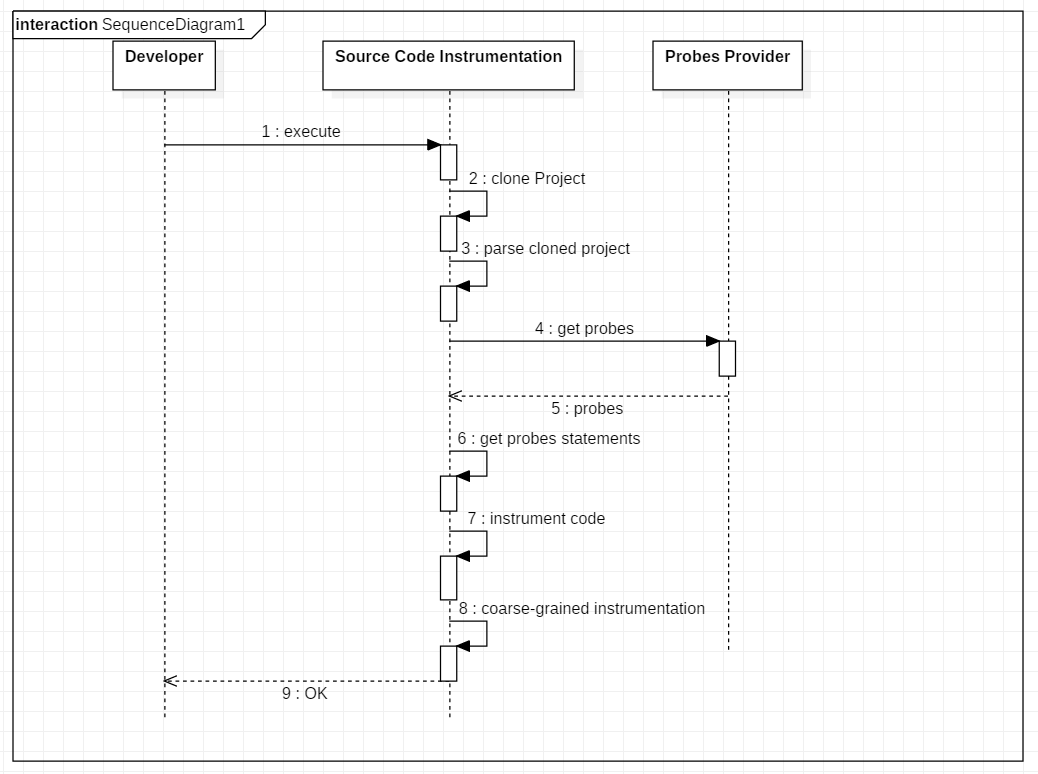 interaction SequenceDiagram1
Developer
Source Code Instrumentation
Probes Provider
1 : execute
2 : clone Project
3 : parse cloned project
4 : get probes
5 : probes
6 : get probes statements
7 : instrument code
8 : coarse-grained instrumentation
9 : OK